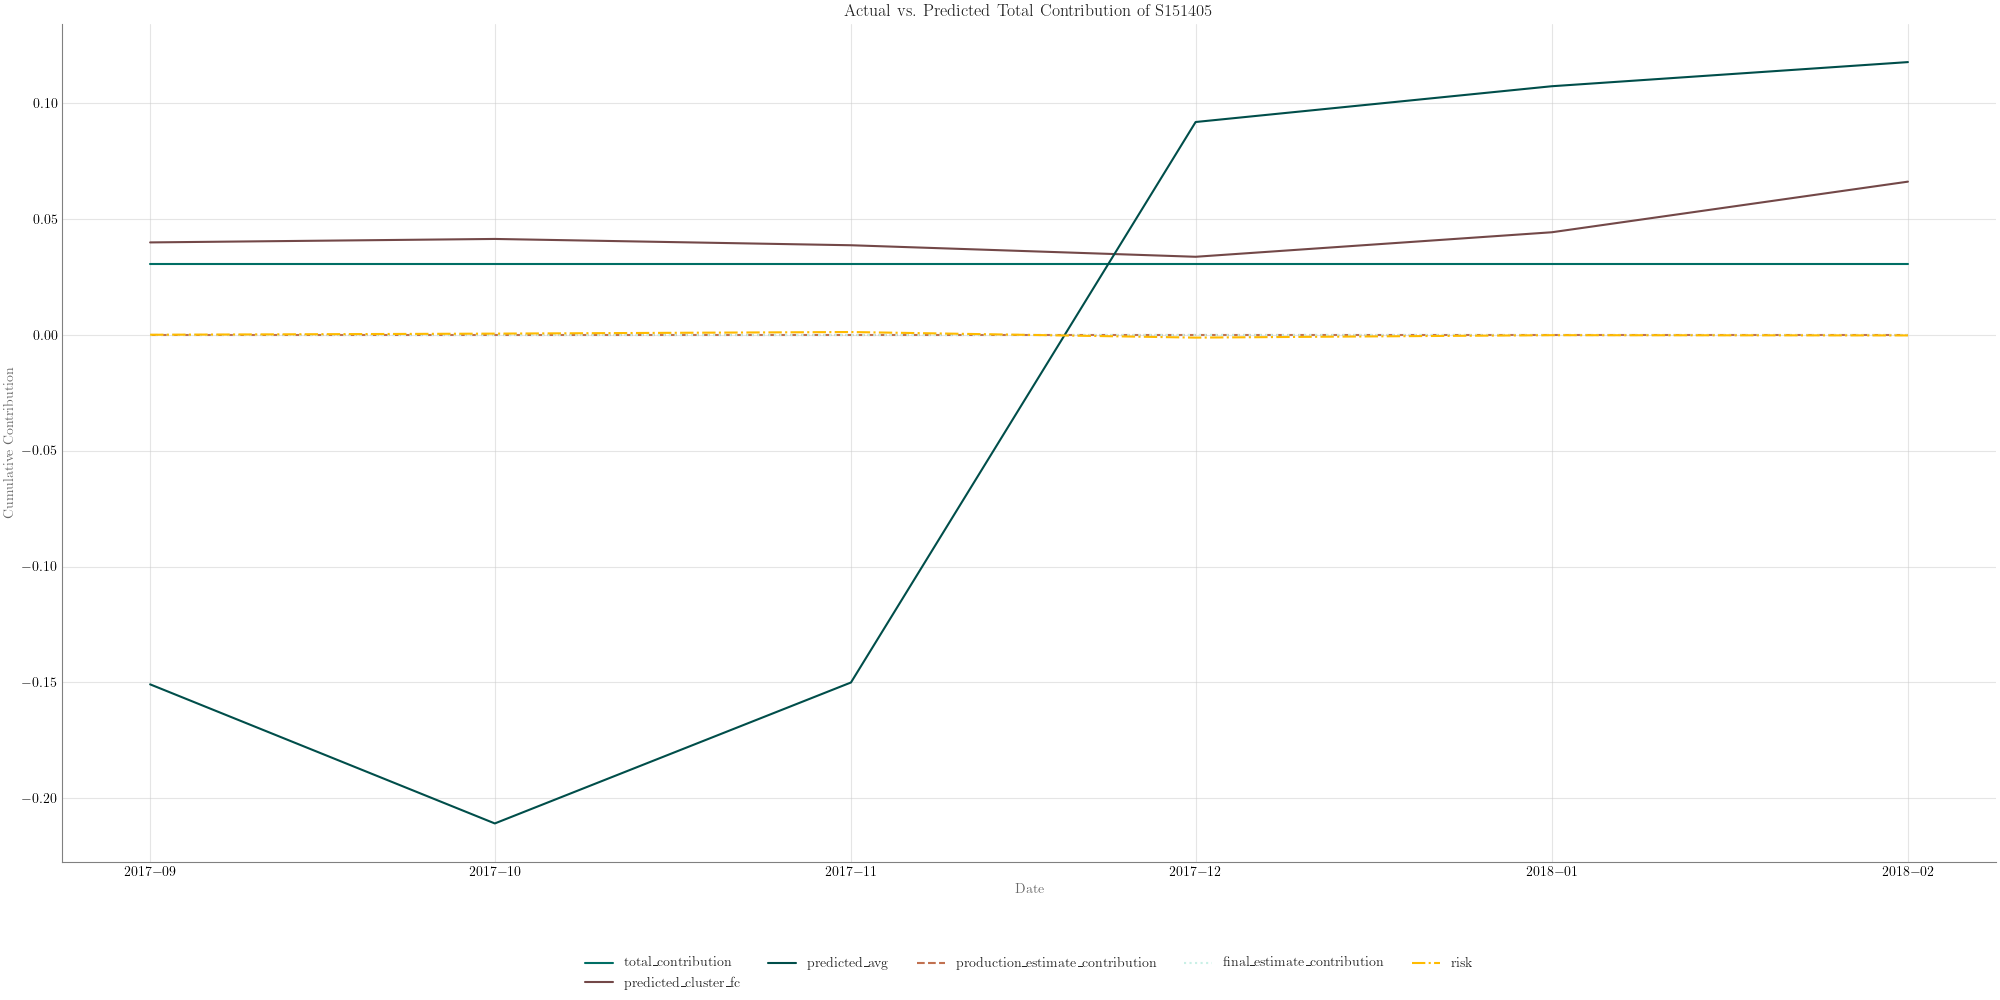 Actual vs. Predicted Total Contribution of S151405
Cumulative Contribution
0.10
0.05
0.00
−0.05
−0.10
−0.15
−0.20
2017−09 2017−10 2017−11 2017−12 2018−01 2018−02
Date
total_contribution predicted_avg production_estimate_contribution final_estimate_contribution risk
predicted_cluster_fc